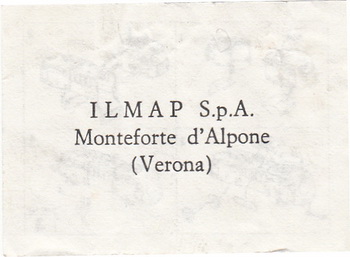 ILMAP S.p.A.
Monteforte d'Alpone
(Verona)